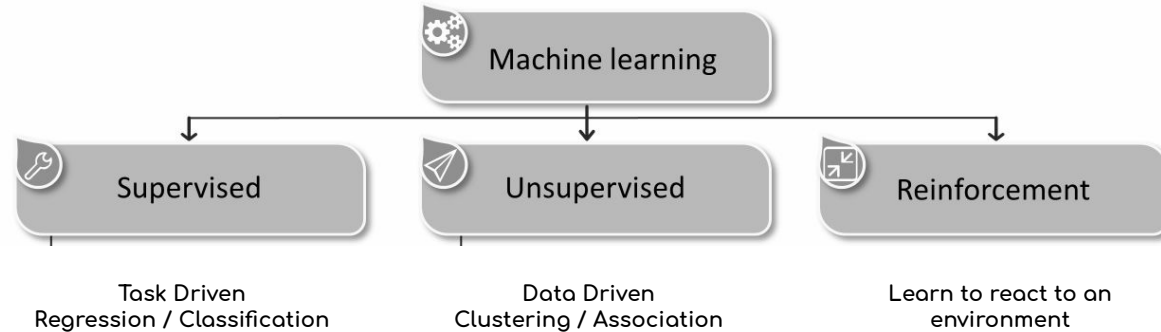 Machine learning
Supervised
Unsupervised
Reinforcement
Task Driven
Regression / Classification
Data Driven
Clustering / Association
Learn to react to an
environment